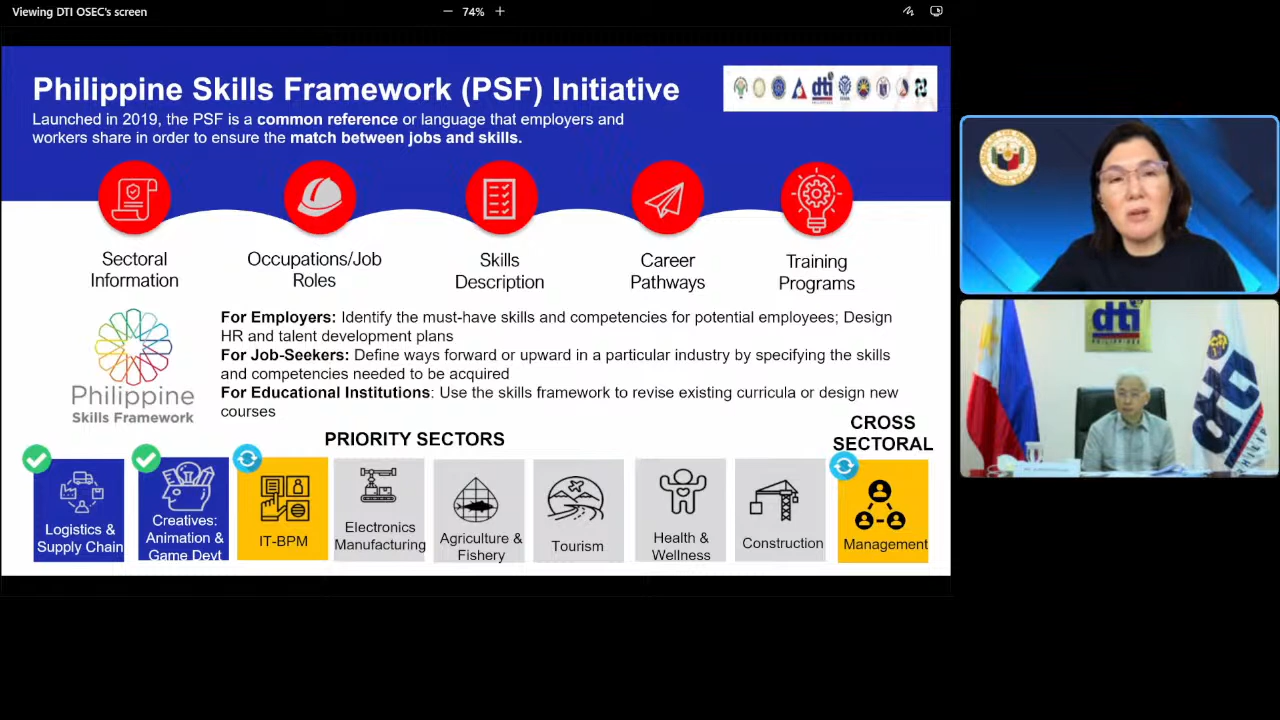 Viewing DTI OSEC's screen
74%
Philippine Skills Framework (PSF) Initiative
Launched in 2019, the PSF is a common reference or language that employers and
workers share in order to ensure the match between jobs and skills.
dti
Sectoral
Information
Occupations/Job
Roles
Skills
Description
Career
Pathways
Training
Programs
For Employers: Identify the must-have skills and competencies for potential employees; Design
HR and talent development plans
For Job-Seekers: Define ways forward or upward in a particular industry by specifying the skills
and competencies needed to be acquired
For Educational Institutions: Use the skills framework to revise existing curricula or design new
courses
Philippine
Skills Framework
PRIORITY SECTORS
CROSS
SECTORAL
Logistics &
Supply Chain
Creatives:
Animation &
Game Devt
IT-BPM
Electronics
Manufacturing
Agriculture &
Fishery
Tourism
Health &
Wellness
Construction
Management
dti
PHILIPPINES
dti